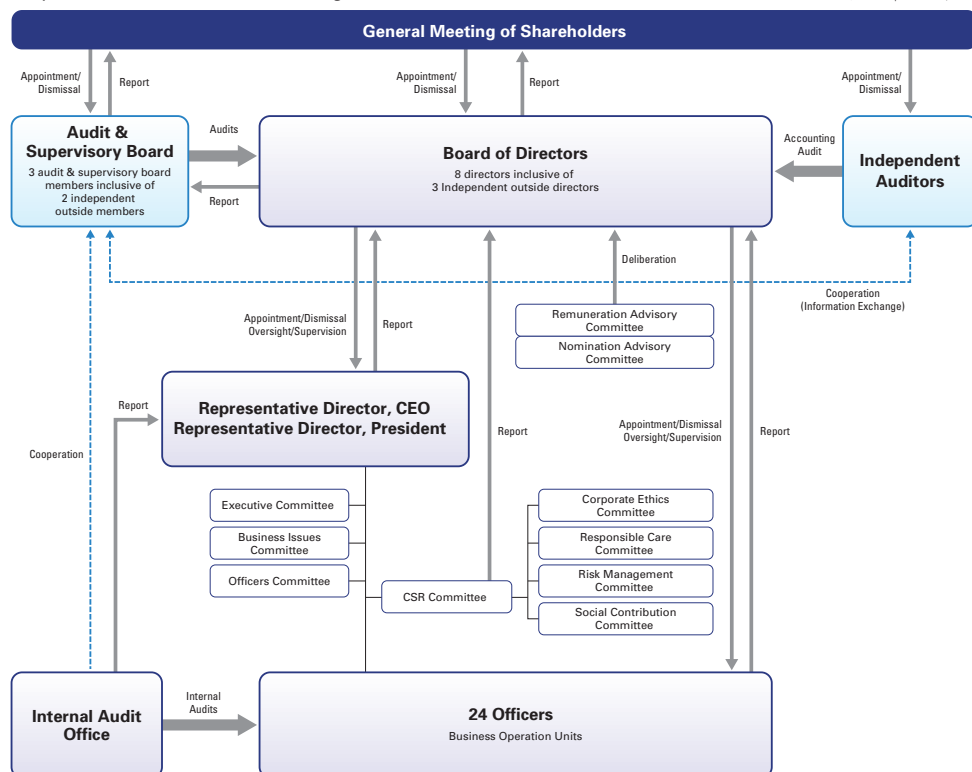 General Meeting of Shareholders
Appointment/
Dismissal
Report
Appointment/
Dismissal
Report
Appointment/
Dismissal
Audit &
Supervisory Board
3 audit & supervisory board
members inclusive of
2 independent
outside members
Audits
Report
Board of Directors
8 directors inclusive of
3 Independent outside directors
Accounting
Audit
Independent
Auditors
Deliberation
Cooperation
(Information Exchange)
Remuneration Advisory
Committee
Nomination Advisory
Committee
Appointment/Dismissal
Oversight/Supervision
Report
Representative Director, CEO
Representative Director, President
Report
Cooperation
Report
Appointment/Dismissal
Oversight/Supervision
Report
Executive Committee
Business Issues
Committee
Officers Committee
CSR Committee
Corporate Ethics
Committee
Responsible Care
Committee
Risk Management
Committee
Social Contribution
Committee
Internal Audit
Office
Internal
Audits
24 Officers
Business Operation Units